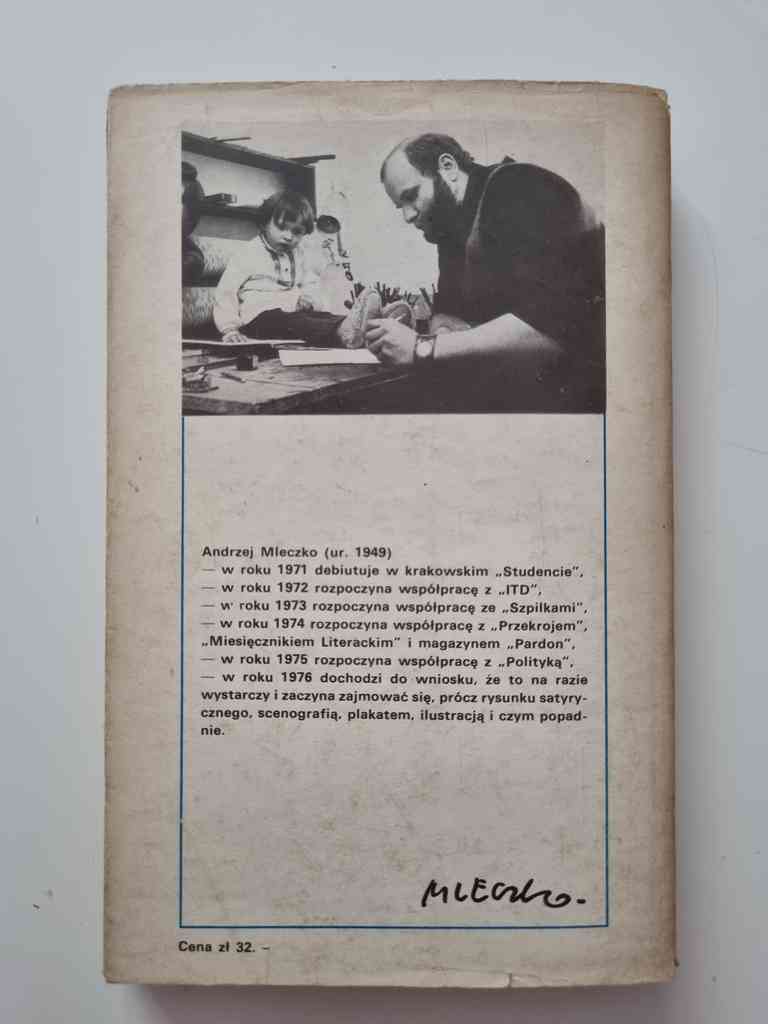 Andrzej Mleczko (ur. 1949)
— w roku 1971 debiutuje w krakowskim „Studencie”,
— w roku 1972 rozpoczyna współpracę z „ITD”,
— w roku 1973 rozpoczyna współpracę ze „Szpilkami”,
— w roku 1974 rozpoczyna współpracę z „Przekrojem”,
„Miesięcznikiem Literackim” i magazynem „Pardon”,
— w roku 1975 rozpoczyna współpracę z „Polityką”,
— w roku 1976 dochodzi do wniosku, że to na razie
wystarczy i zaczyna zajmować się, prócz rysunku satyry-
cznego, scenografią, plakatem, ilustracją i czym popad-
nie.
MLECZKO.
Cena zł 32. –